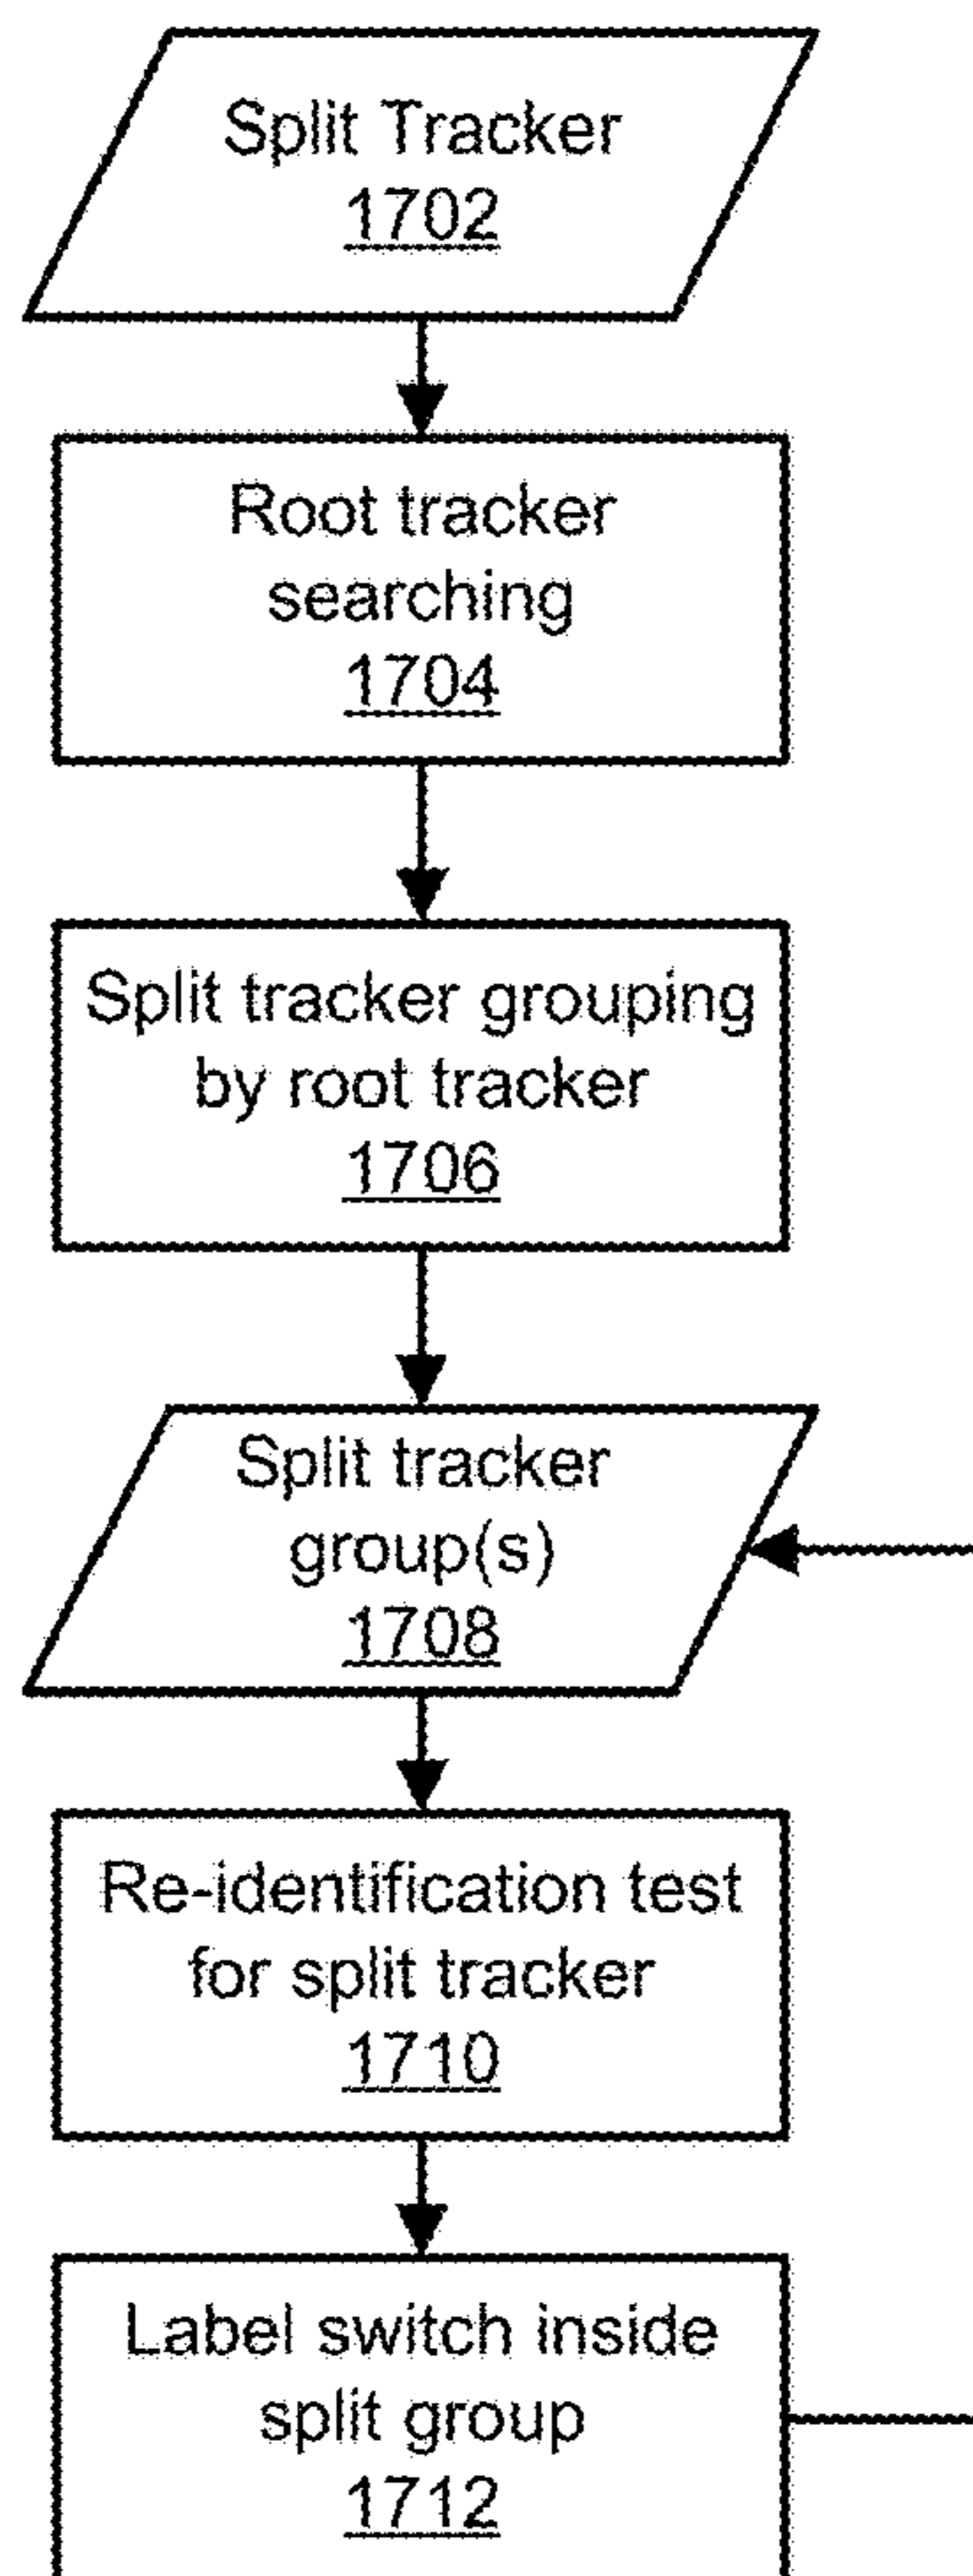 Split Tracker
1702
Root tracker
searching
1704
Split tracker grouping
by root tracker
1706
Split tracker
group(s)
1708
Re-identification test
for split tracker
1710
Label switch inside
split group
1712